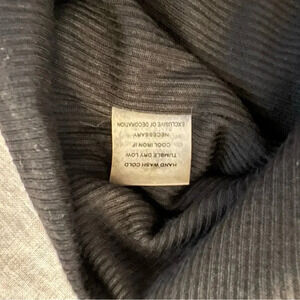 HAND WASH COLD
TUMBLE DRY LOW
COOL IRON IF
NECESSARY
EXCLUSIVE OF DECORATION